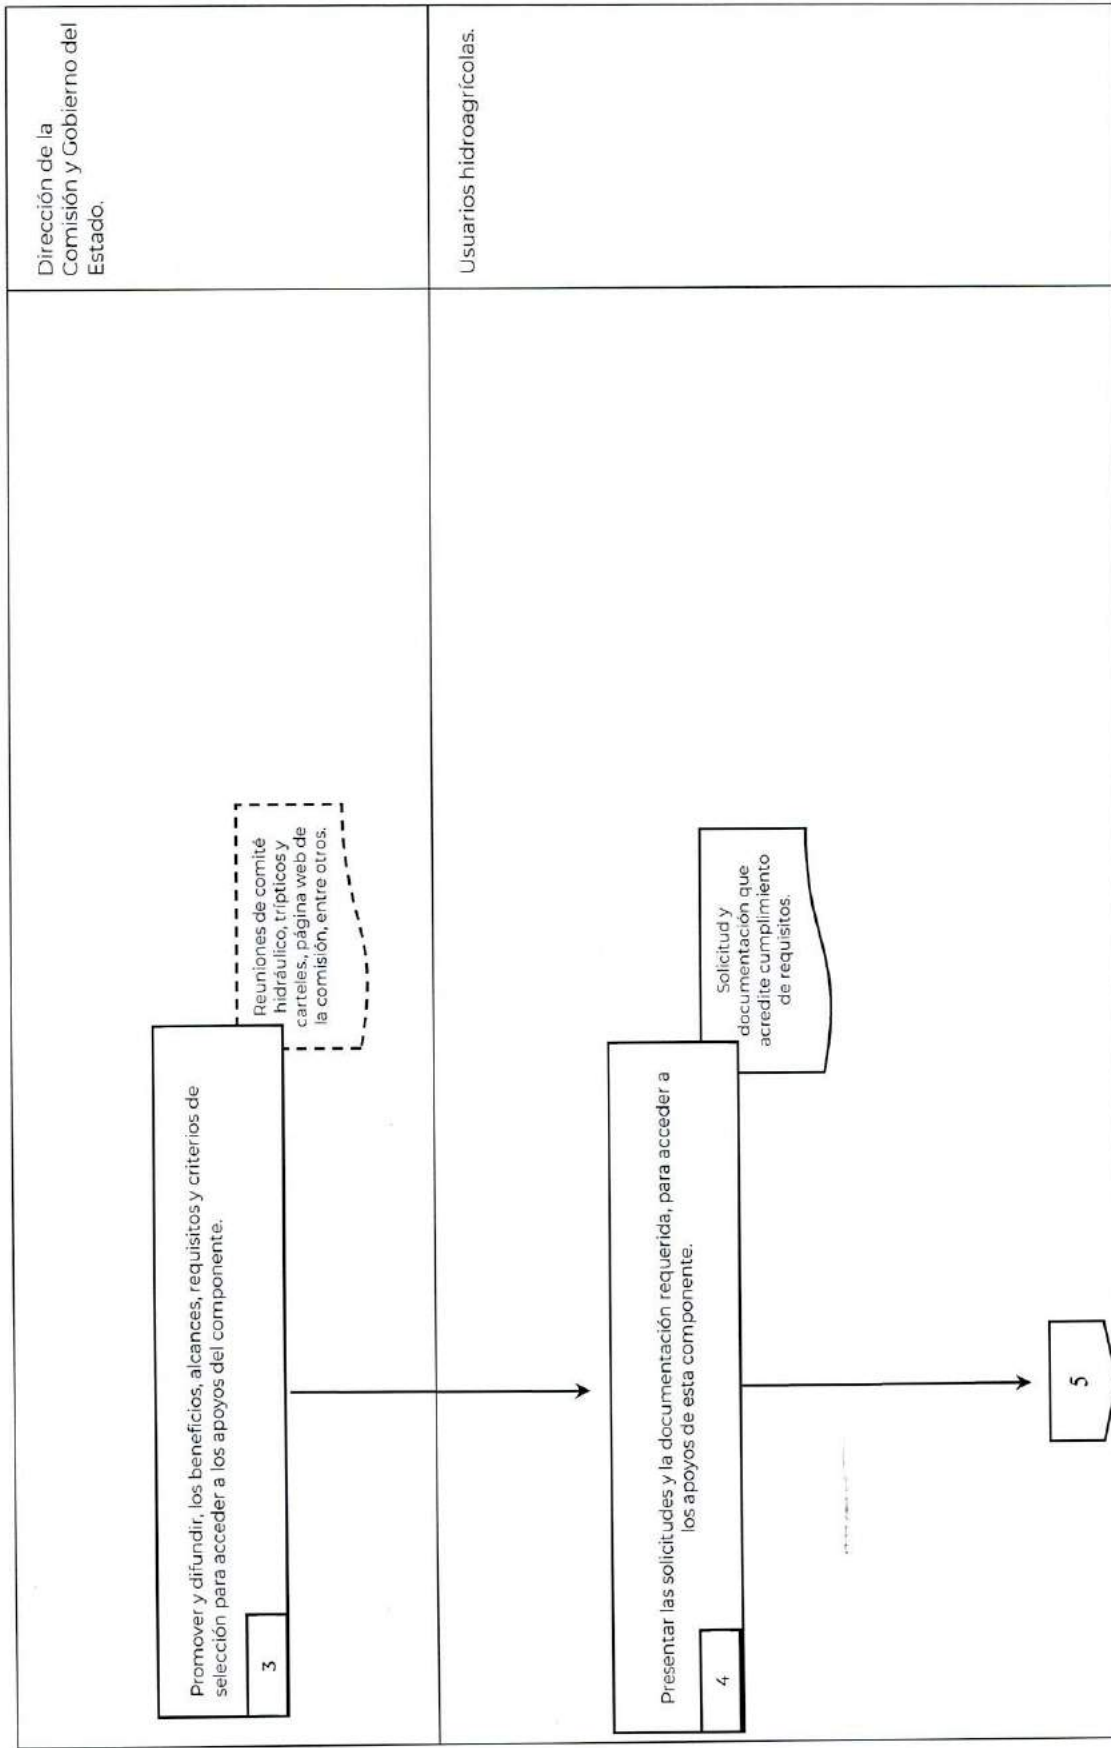 Promover y difundir, los beneficios, alcances, requisitos y criterios de
selección para acceder a los apoyos del componente.
3
Reuniones de comité
hidráulico, trípticos y
carteles., página web de
la comisión, entre otros.
Dirección de la
Comisión y Gobierno del
Estado.
Presentar las solicitudes y la documentación requerida, para acceder a
los apoyos de esta componente.
4
Solicitud y
documentación que
acredite cumplimiento
de requisitos.
Usuarios hidroagrícolas.
5